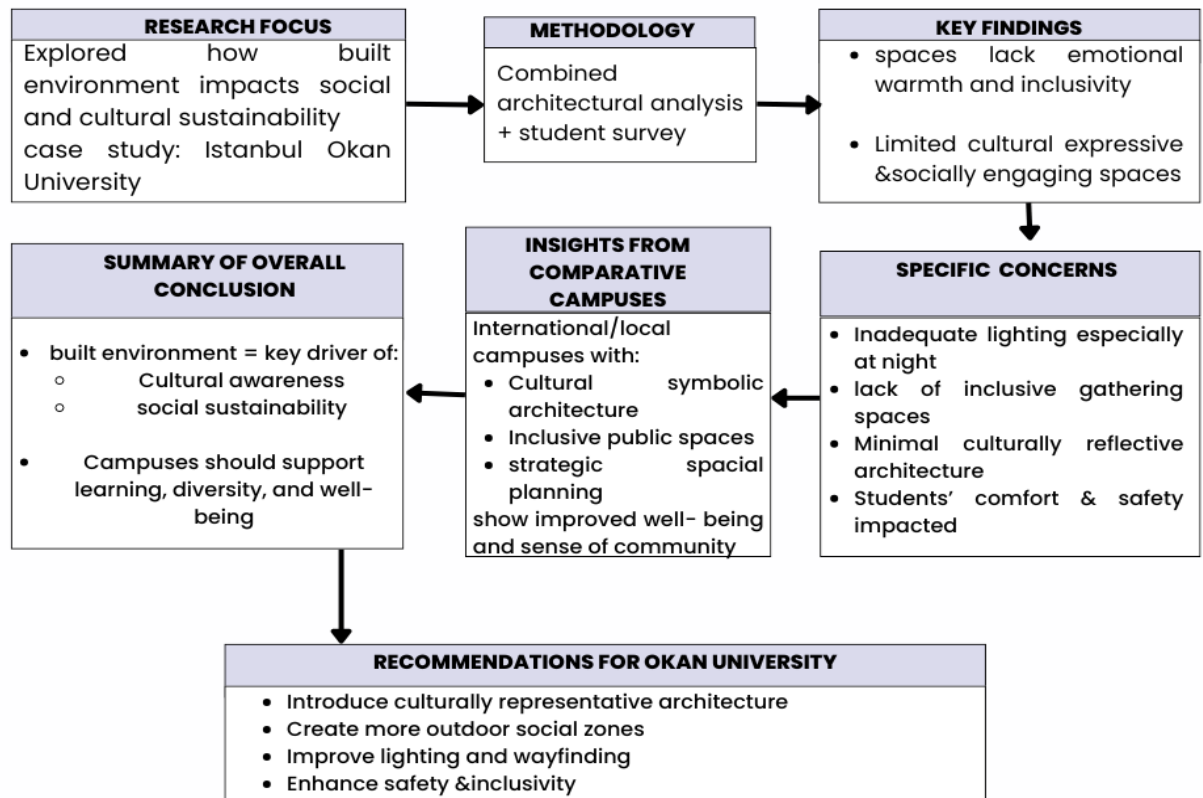 RESEARCH FOCUS
Explored how built
environment impacts social
and cultural sustainability
case study: Istanbul Okan
University
METHODOLOGY
Combined
architectural analysis
+ student survey
KEY FINDINGS
• spaces lack emotional
warmth and inclusivity
• Limited cultural expressive
&socially engaging spaces
SPECIFIC CONCERNS
• Inadequate lighting especially
at night
• lack of inclusive gathering
spaces
• Minimal culturally reflective
architecture
• Students’ comfort & safety
impacted
INSIGHTS FROM
COMPARATIVE
CAMPUSES
International/local
campuses with:
• Cultural symbolic
architecture
• Inclusive public spaces
• strategic spacial
planning
show improved well- being
and sense of community
SUMMARY OF OVERALL
CONCLUSION
• built environment = key driver of:
○ Cultural awareness
○ social sustainability
• Campuses should support
learning, diversity, and well-
being
RECOMMENDATIONS FOR OKAN UNIVERSITY
• Introduce culturally representative architecture
• Create more outdoor social zones
• Improve lighting and wayfinding
• Enhance safety &inclusivity